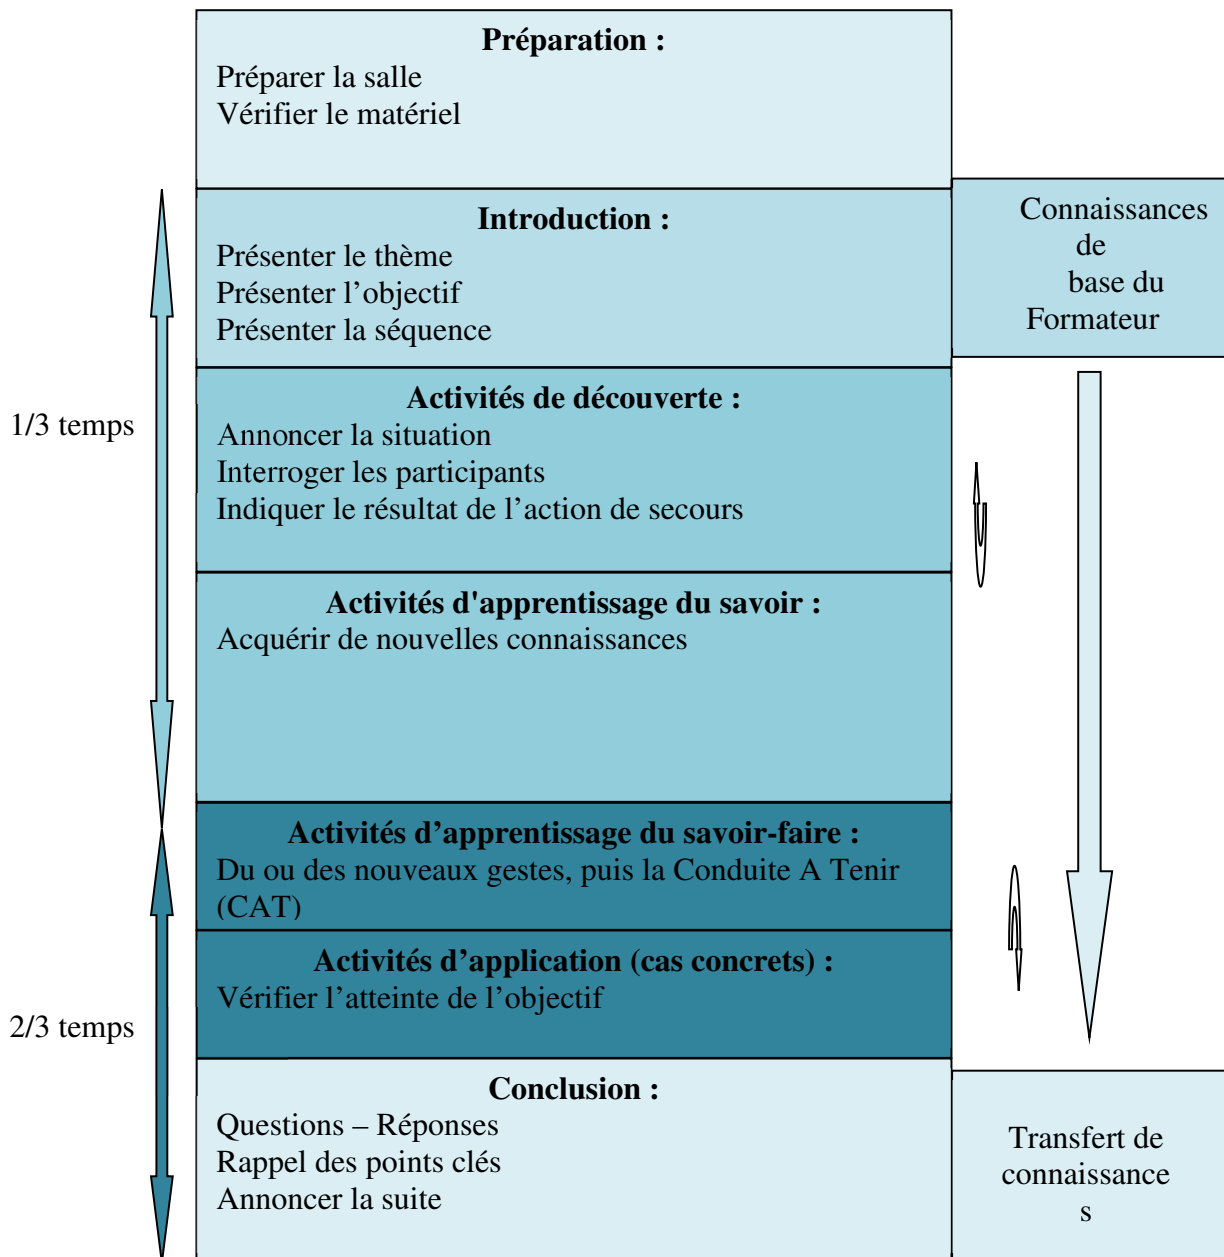 Préparation :
Préparer la salle
Vérifier le matériel
Introduction :
Présenter le thème
Présenter l’objectif
Présenter la séquence
Connaissances
de
base du
Formateur
1/3 temps
Activités de découverte :
Annoncer la situation
Interroger les participants
Indiquer le résultat de l’action de secours
Activités d'apprentissage du savoir :
Acquérir de nouvelles connaissances
Activités d’apprentissage du savoir-faire :
Du ou des nouveaux gestes, puis la Conduite A Tenir
(CAT)
Activités d’application (cas concrets) :
Vérifier l’atteinte de l’objectif
2/3 temps
Conclusion :
Questions – Réponses
Rappel des points clés
Annoncer la suite
Transfert de
connaissance
s